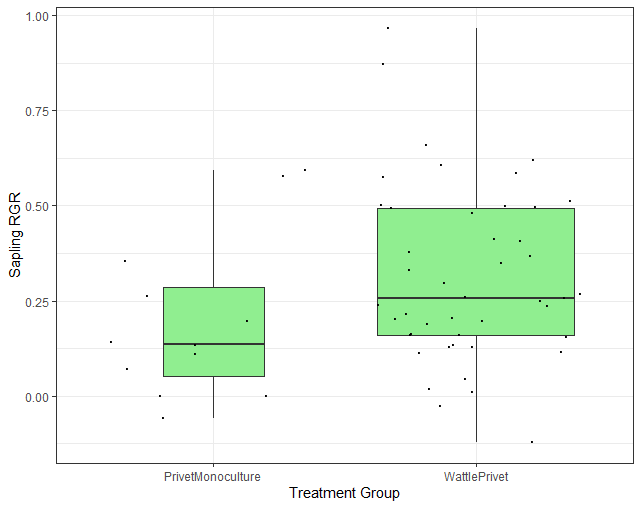 1.00
0.75
0.50
0.25
0.00
Sapling RGR
PrivetMonoculture
WattlePrivet
Treatment Group